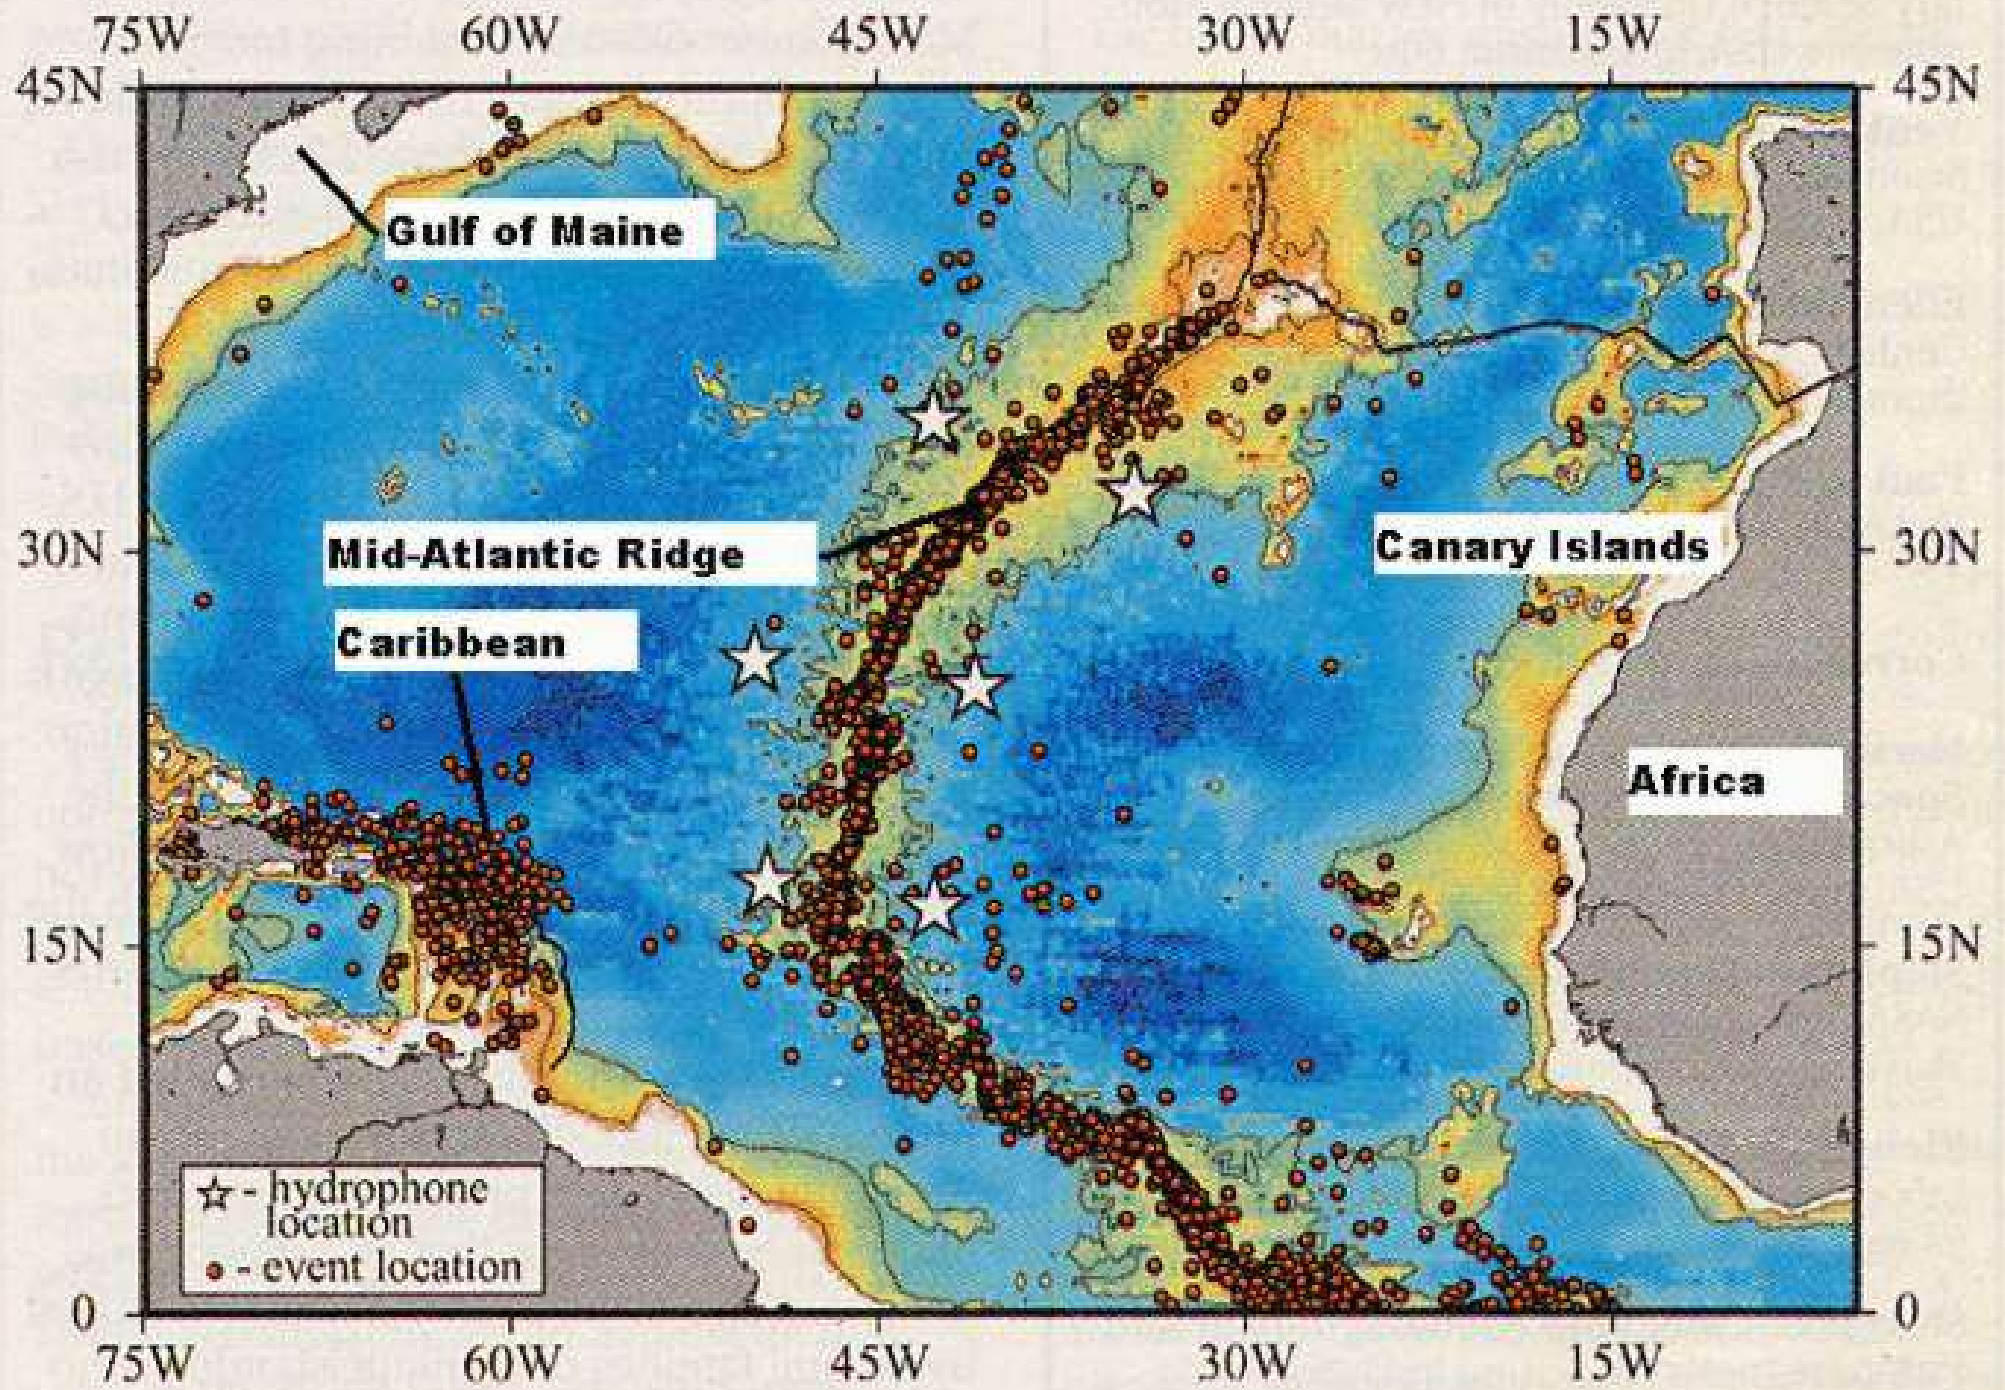 75W 60W 45W 30W 15W
45N 45N
Gulf of Maine
30N 30N
Mid-Atlantic Ridge
Canary Islands
Caribbean
Africa
15N 15N
☆ - hydrophone
location
- event location
0 0
75W 60W 45W 30W 15W